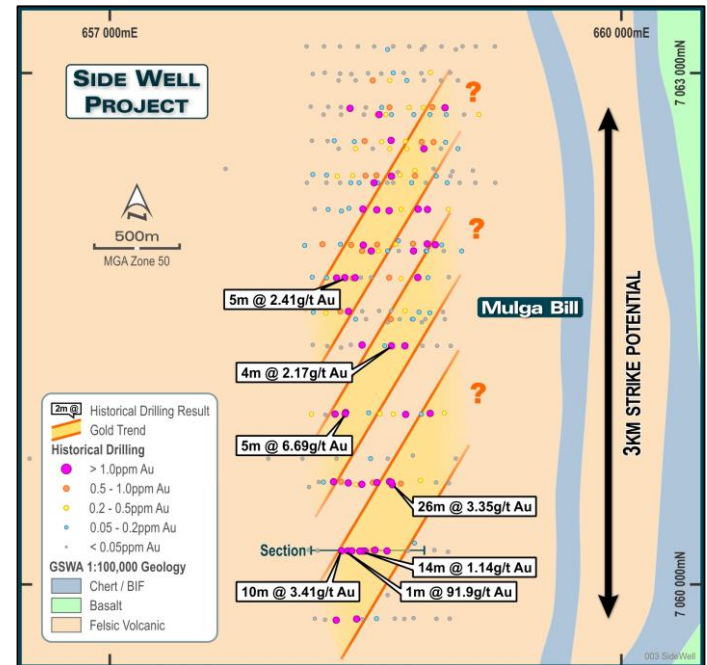 657 000mE
660 000mE
7 063 000mN
SIDE WELL
PROJECT
?
N
500m
MGA Zone 50
?
5m @ 2.41g/t Au
Mulga Bill
4m @ 2.17g/t Au
3KM STRIKE POTENTIAL
?
5m @ 6.69g/t Au
26m @ 3.35g/t Au
Section
14m @ 1.14g/t Au
10m @ 3.41g/t Au
1m @ 91.9g/t Au
7 060 000mN
2m @ Historical Drilling Result
Gold Trend
Historical Drilling
> 1.0ppm Au
0.5 - 1.0ppm Au
0.2 - 0.5ppm Au
0.05 - 0.2ppm Au
< 0.05ppm Au
GSWA 1:100,000 Geology
Chert / BIF
Basalt
Felsic Volcanic
003 SideWell